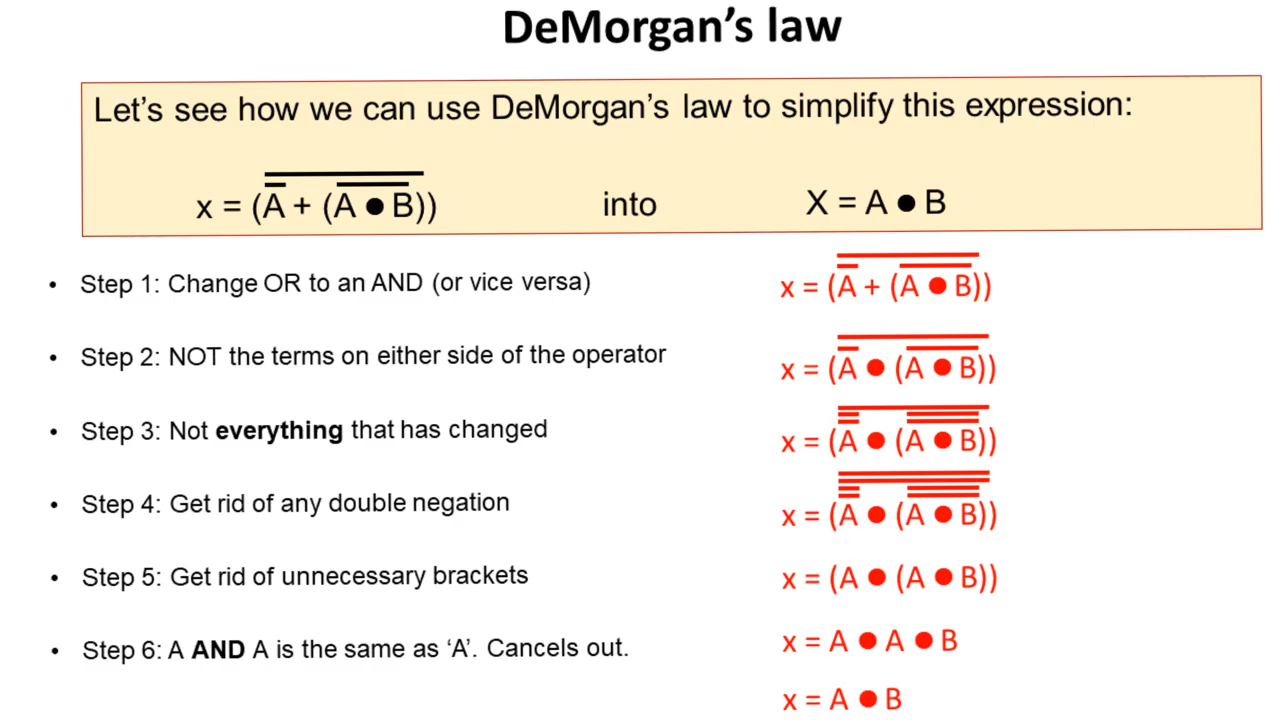 DeMorgan’s law
Let’s see how we can use DeMorgan’s law to simplify this expression:
x = (A̅̅ + (A ● B)) into X = A ● B
• Step 1: Change OR to an AND (or vice versa) x = (A + (A ● B))
• Step 2: NOT the terms on either side of the operator x = (A ● (A ● B))
• Step 3: Not everything that has changed x = (A ● (A ● B))
• Step 4: Get rid of any double negation x = (A ● (A ● B))
• Step 5: Get rid of unnecessary brackets x = (A ● (A ● B))
• Step 6: A AND A is the same as ‘A’. Cancels out. x = A ● A ● B
x = A ● B